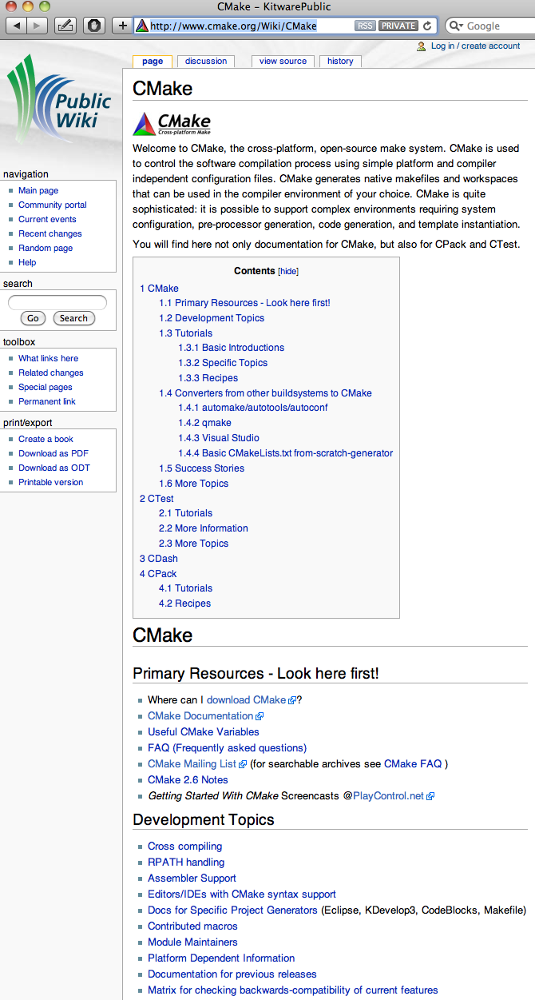 CMake – KitwarePublic
http://www.cmake.org/Wiki/CMake RSS PRIVATE Google
Log in / create account
page discussion view source history
Public
Wiki
navigation
Main page
Community portal
Current events
Recent changes
Random page
Help
search
Go Search
toolbox
What links here
Related changes
Special pages
Permanent link
print/export
Create a book
Download as PDF
Download as ODT
Printable version
CMake
CMake
Cross-platform Make
Welcome to CMake, the cross-platform, open-source make system. CMake is used
to control the software compilation process using simple platform and compiler
independent configuration files. CMake generates native makefiles and workspaces
that can be used in the compiler environment of your choice. CMake is quite
sophisticated: it is possible to support complex environments requiring system
configuration, pre-processor generation, code generation, and template instantiation.
You will find here not only documentation for CMake, but also for CPack and CTest.
Contents [hide]
1 CMake
1.1 Primary Resources - Look here first!
1.2 Development Topics
1.3 Tutorials
1.3.1 Basic Introductions
1.3.2 Specific Topics
1.3.3 Recipes
1.4 Converters from other buildsystems to CMake
1.4.1 automake/autotools/autoconf
1.4.2 qmake
1.4.3 Visual Studio
1.4.4 Basic CMakeLists.txt from-scratch-generator
1.5 Success Stories
1.6 More Topics
2 CTest
2.1 Tutorials
2.2 More Information
2.3 More Topics
3 CDash
4 CPack
4.1 Tutorials
4.2 Recipes
CMake
Primary Resources - Look here first!
Where can I download CMake?
CMake Documentation
Useful CMake Variables
FAQ (Frequently asked questions)
CMake Mailing List (for searchable archives see CMake FAQ )
CMake 2.6 Notes
Getting Started With CMake Screencasts @PlayControl.net
Development Topics
Cross compiling
RPATH handling
Assembler Support
Editors/IDEs with CMake syntax support
Docs for Specific Project Generators (Eclipse, KDevelop3, CodeBlocks, Makefile)
Contributed macros
Module Maintainers
Platform Dependent Information
Documentation for previous releases
Matrix for checking backwards-compatibility of current features